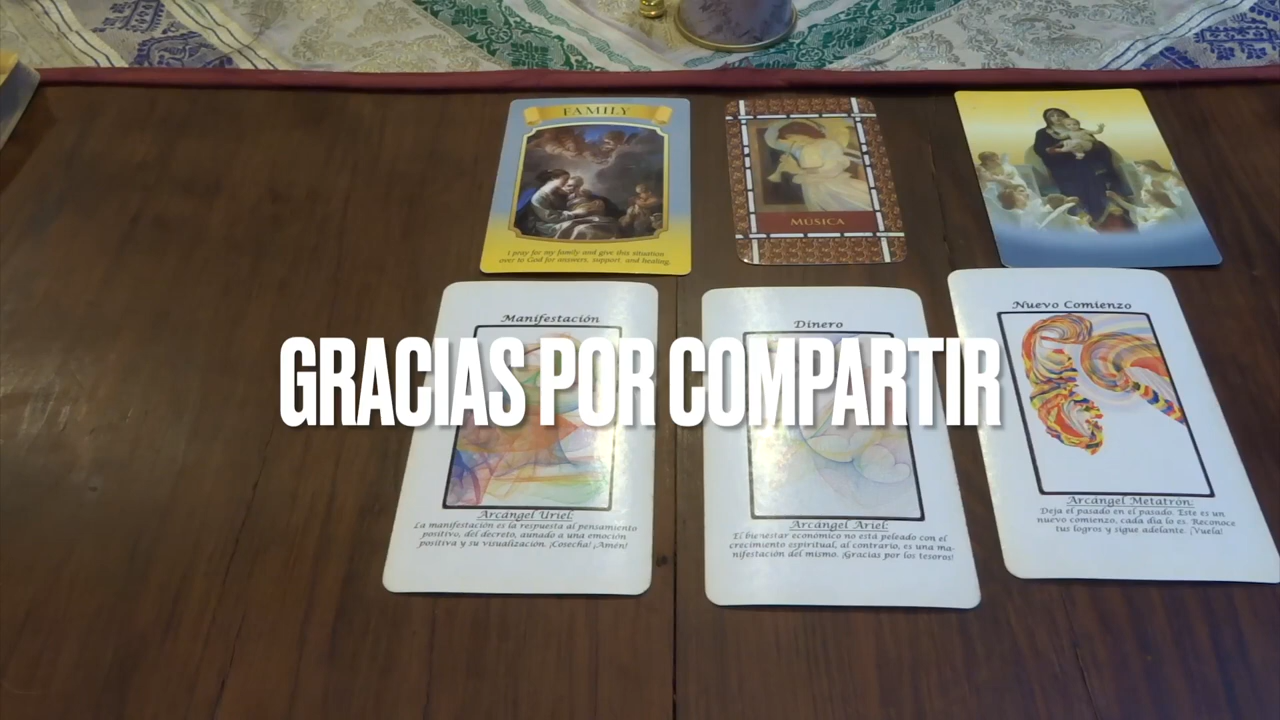 FAMILY
I pray for my family and give this situation
over to God for answers, support, and healing.
MÚSICA
Manifestación
Arcángel Uriel:
La manifestación es la respuesta al pensamiento
positivo, del decreto, aunado a una emoción
positiva y su visualización. ¡Cosecha! ¡Amén!
Dinero
Arcángel Ariel:
El bienestar económico no está peleado con el
crecimiento espiritual, al contrario, es una ma-
nifestación del mismo. ¡Gracias por los tesoros!
Nuevo Comienzo
Arcángel Metatrón:
Deja el pasado en el pasado. Este es un
nuevo comienzo, cada día lo es. Reconoce
tus logros y sigue adelante. ¡Vuela!
GRACIAS POR COMPARTIR